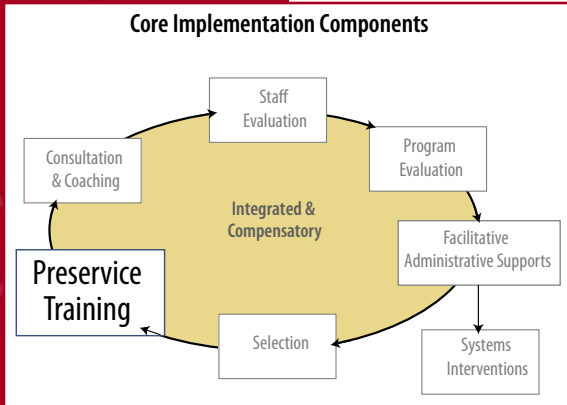 Core Implementation Components
Staff
Evaluation
Consultation
& Coaching
Program
Evaluation
Integrated &
Compensatory
Facilitative
Administrative Supports
Preservice
Training
Selection
Systems
Interventions